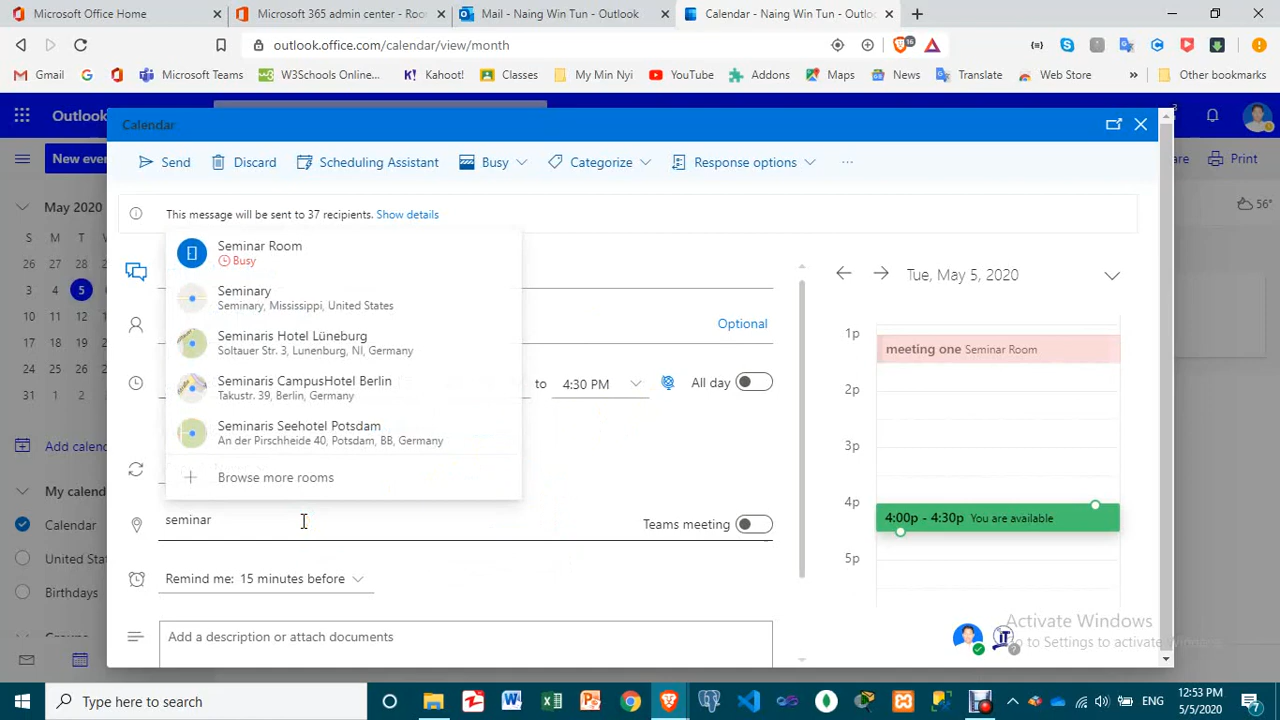 Microsoft Office Home
Microsoft 365 admin center - Roo
Mail - Naing Win Tun - Outlook
Calendar - Naing Win Tun - Outlo
outlook.office.com/calendar/view/month
16
Gmail
Microsoft Teams
W3Schools Online...
Kahoot!
Classes
My Min Nyi
YouTube
Addons
Maps
News
Translate
Web Store
»
Other bookmarks
Outlook
Calendar
New even
Print
Send
Discard
Scheduling Assistant
Busy
Categorize
Response options
...
May 2020
56°
This message will be sent to 37 recipients. Show details
S M T
26 27 28
3 4 5
10 11 12
17 18 19
24 25 26
31 1 2
Seminar Room
Busy
Seminary
Seminary, Mississippi, United States
Seminaris Hotel Lüneburg
Soltauer Str. 3, Lunenburg, NI, Germany
Seminaris CampusHotel Berlin
Takustr. 39, Berlin, Germany
Seminaris Seehotel Potsdam
An der Pirschheide 40, Potsdam, BB, Germany
Browse more rooms
Optional
to 4:30 PM
All day
seminar
Teams meeting
Remind me: 15 minutes before
Add a description or attach documents
Tue, May 5, 2020
1p
meeting one Seminar Room
2p
3p
4p
4:00p - 4:30p You are available
5p
Add calend
My calend
Calendar
United State
Birthdays
Activate Windows
Go to Settings to activate Windows.
Type here to search
ENG
12:53 PM
5/5/2020
7